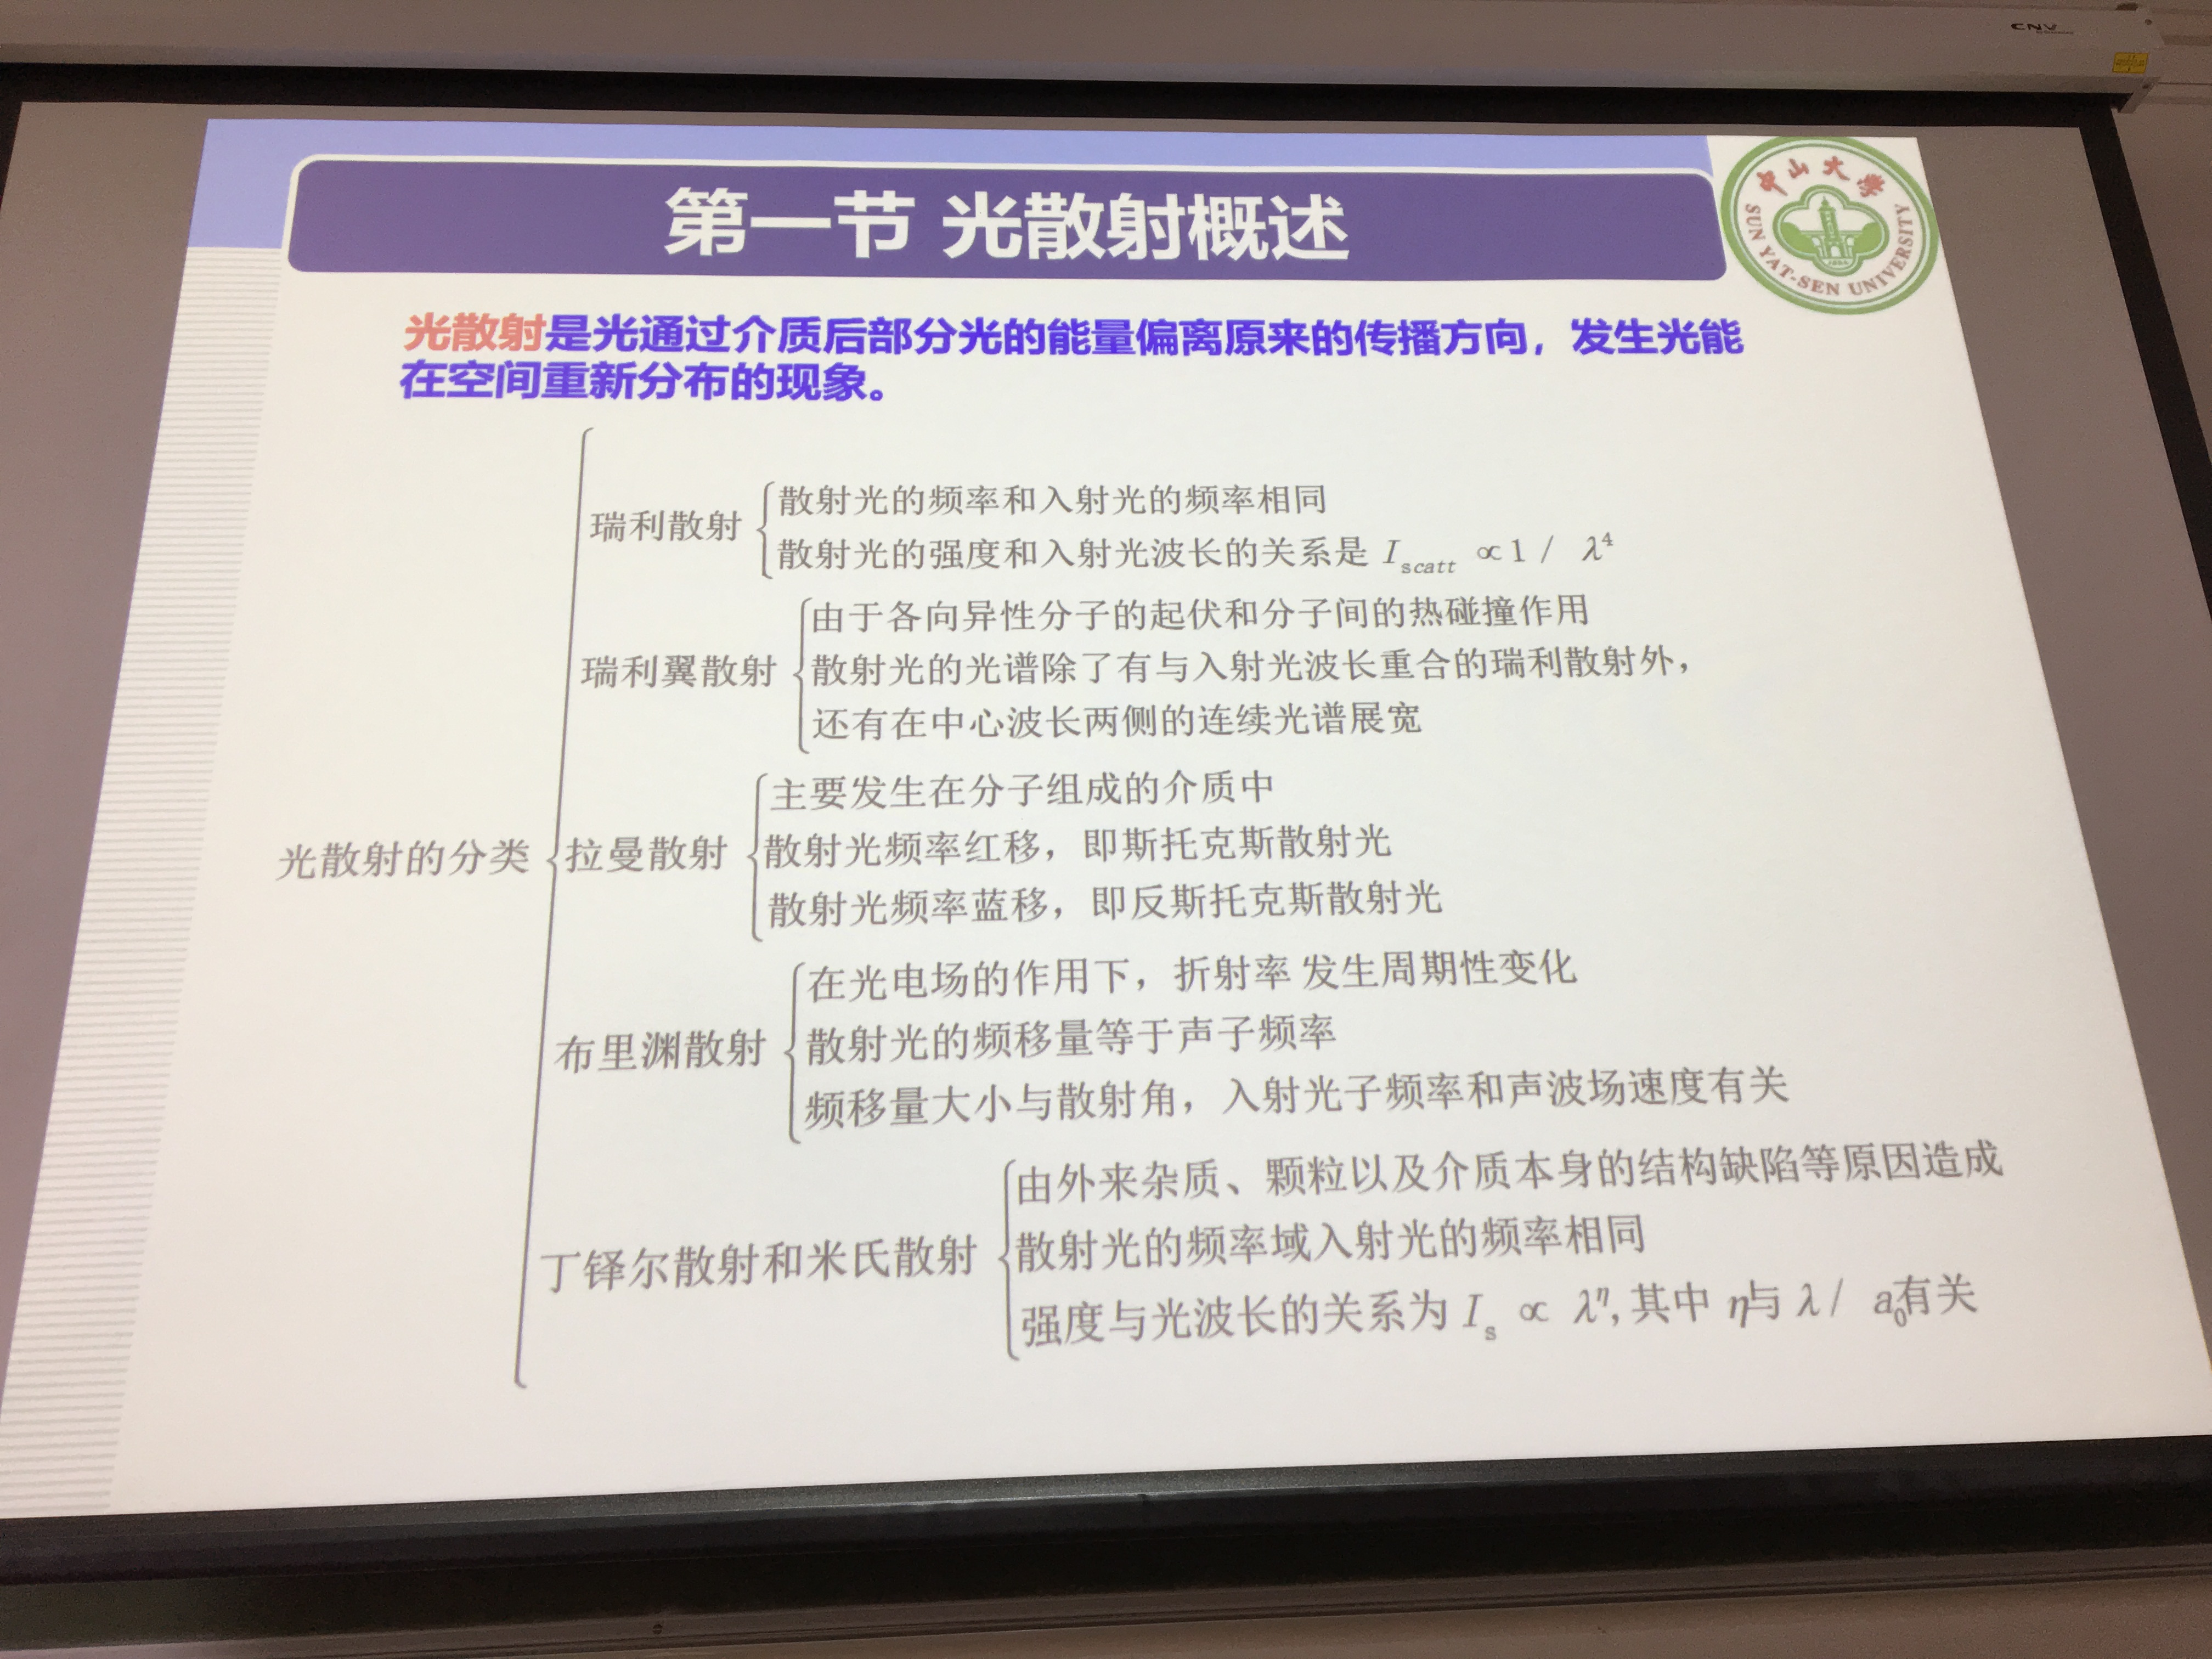 CNV
第一节 光散射概述
中山大学
SUN YAT-SEN UNIVERSITY
光散射是光通过介质后部分光的能量偏离原来的传播方向，发生光能
在空间重新分布的现象。
光散射的分类
瑞利散射
散射光的频率和入射光的频率相同
散射光的强度和入射光波长的关系是 I_scatt ∝1 / λ⁴
瑞利翼散射
由于各向异性分子的起伏和分子间的热碰撞作用
散射光的光谱除了有与入射光波长重合的瑞利散射外，
还有在中心波长两侧的连续光谱展宽
拉曼散射
主要发生在分子组成的介质中
散射光频率红移，即斯托克斯散射光
散射光频率蓝移，即反斯托克斯散射光
布里渊散射
在光电场的作用下，折射率 发生周期性变化
散射光的频移量等于声子频率
频移量大小与散射角，入射光子频率和声波场速度有关
丁铎尔散射和米氏散射
由外来杂质、颗粒以及介质本身的结构缺陷等原因造成
散射光的频率域入射光的频率相同
强度与光波长的关系为 I_s ∝ λ^η, 其中 η与 λ / a₀有关